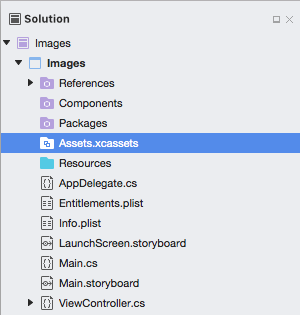 Solution
Images
Images
References
Components
Packages
Assets.xcassets
Resources
AppDelegate.cs
Entitlements.plist
Info.plist
LaunchScreen.storyboard
Main.cs
Main.storyboard
ViewController.cs